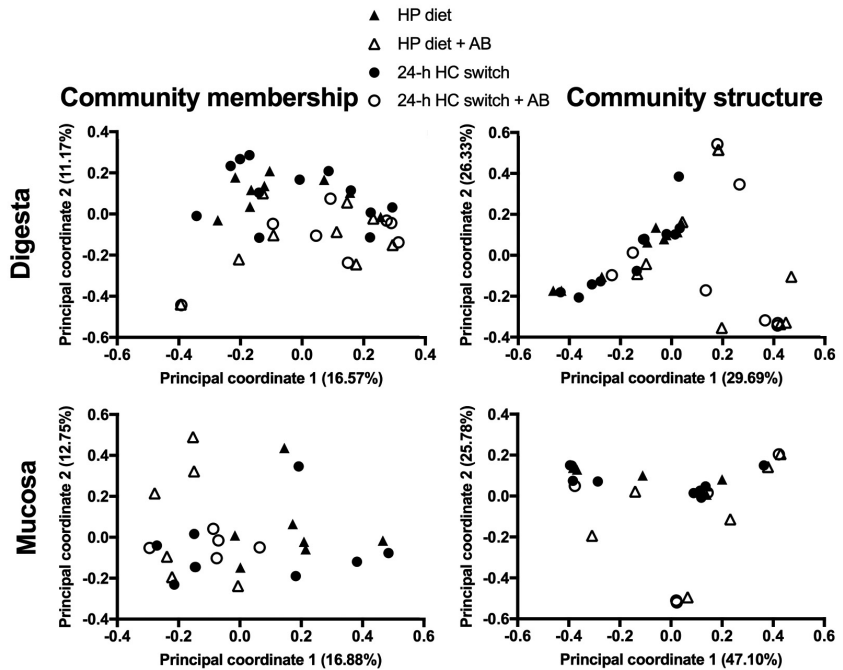 HP diet
HP diet + AB
24-h HC switch
24-h HC switch + AB
Community membership
Community structure
Digesta
Principal coordinate 2 (11.17%)
0.4
0.2
0.0
-0.2
-0.4
-0.6
-0.6 -0.4 -0.2 0.0 0.2 0.4
Principal coordinate 1 (16.57%)
Principal coordinate 2 (26.33%)
0.6
0.4
0.2
0.0
-0.2
-0.4
-0.6 -0.4 -0.2 0.0 0.2 0.4 0.6
Principal coordinate 1 (29.69%)
Mucosa
Principal coordinate 2 (12.75%)
0.6
0.4
0.2
0.0
-0.2
-0.4
-0.4 -0.2 0.0 0.2 0.4 0.6
Principal coordinate 1 (16.88%)
Principal coordinate 2 (25.78%)
0.4
0.2
0.0
-0.2
-0.4
-0.6
-0.6 -0.4 -0.2 0.0 0.2 0.4 0.6
Principal coordinate 1 (47.10%)